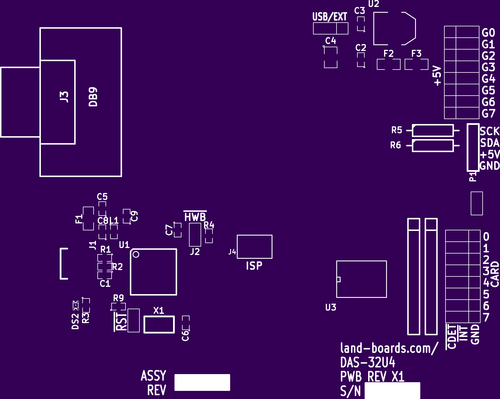 USB/EXT
C3
U2
C4
C2
F2
F3
+5V
G0
G1
G2
G3
G4
G5
G6
G7
J3
DB9
R5
R6
SCK
SDA
+5V
GND
P1
F1
C5
C8
L1
C9
J1
U1
R1
R2
C1
C7
HWB
R4
J2
J4
ISP
0
1
2
3
4
5
6
7
CARD
U3
DS2
R3
R9
RST
X1
C6
CDET
INT
GND
land-boards.com/
DAS-32U4
PWB REV X1
S/N
ASSY
REV